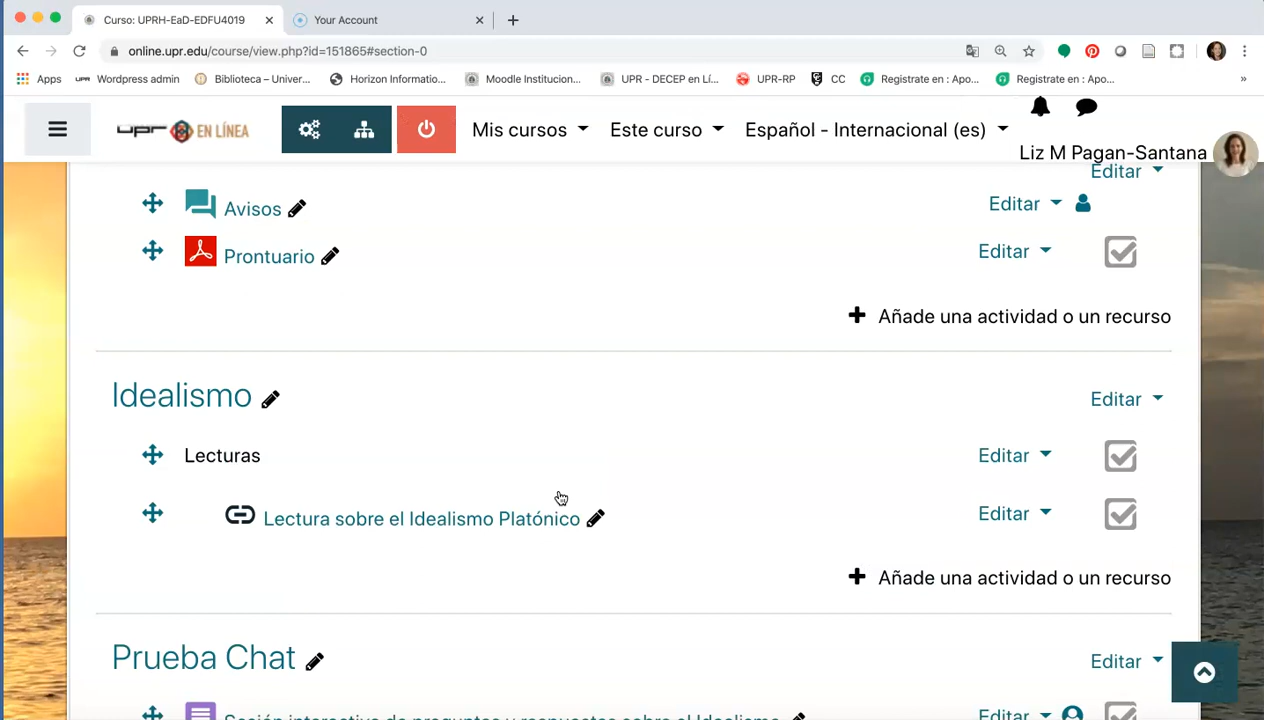 Curso: UPRH-EaD-EDFU4019
Your Account
online.upr.edu/course/view.php?id=151865#section-0
Apps
Wordpress admin
Biblioteca – Univer...
Horizon Informatio...
Moodle Institucion...
UPR - DECEP en Lí...
UPR-RP
CC
Registrate en : Apo...
Registrate en : Apo...
»
upr EN LÍNEA
Mis cursos
Este curso
Español - Internacional (es)
Liz M Pagan-Santana
Editar
Avisos
Editar
Prontuario
Editar
Añade una actividad o un recurso
Idealismo
Editar
Lecturas
Editar
Lectura sobre el Idealismo Platónico
Editar
Añade una actividad o un recurso
Prueba Chat
Editar
Sesión interactiva de preguntas y respuestas sobre el Idealismo
Editar